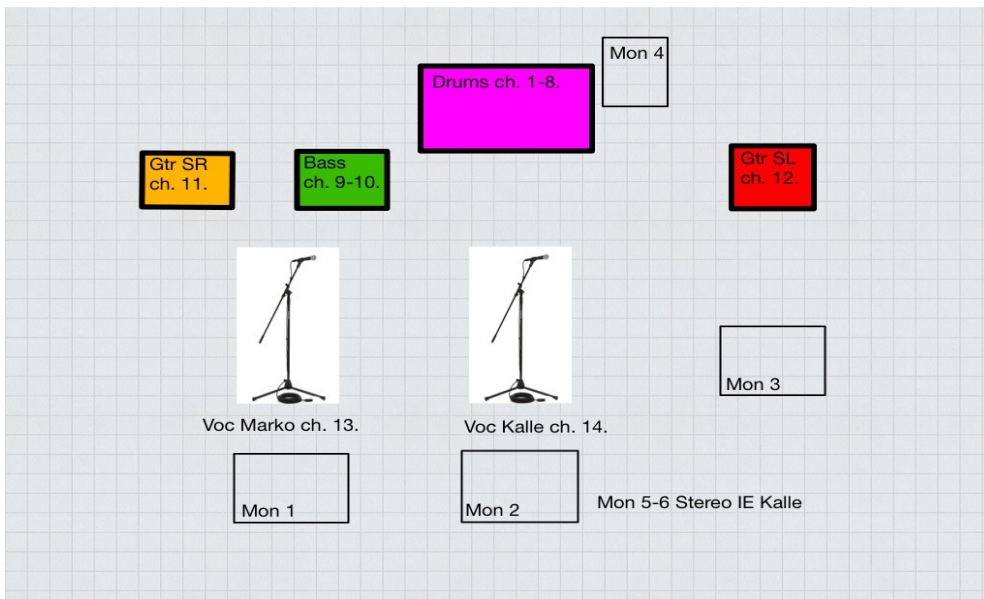 Mon 4
Drums ch. 1-8.
Gtr SR
ch. 11.
Bass
ch. 9-10.
Gtr SL
ch. 12.
Mon 3
Voc Marko ch. 13.
Voc Kalle ch. 14.
Mon 1
Mon 2
Mon 5-6 Stereo IE Kalle